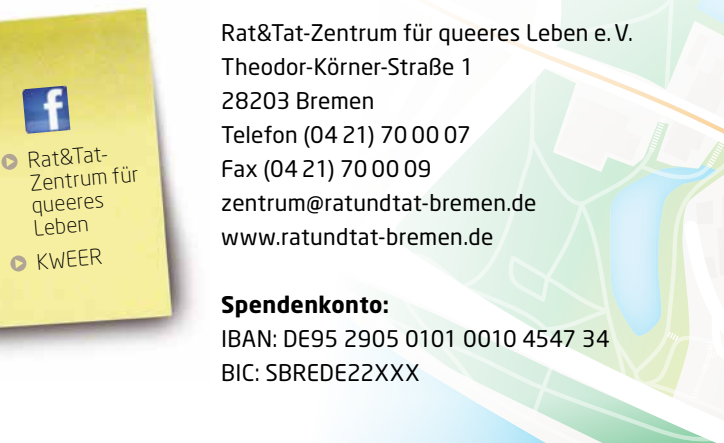 f
Rat&Tat-
Zentrum für
queeres
Leben
KWEER
Rat&Tat-Zentrum für queeres Leben e. V.
Theodor-Körner-Straße 1
28203 Bremen
Telefon (04 21) 70 00 07
Fax (04 21) 70 00 09
zentrum@ratundtat-bremen.de
www.ratundtat-bremen.de
Spendenkonto:
IBAN: DE95 2905 0101 0010 4547 34
BIC: SBREDE22XXX